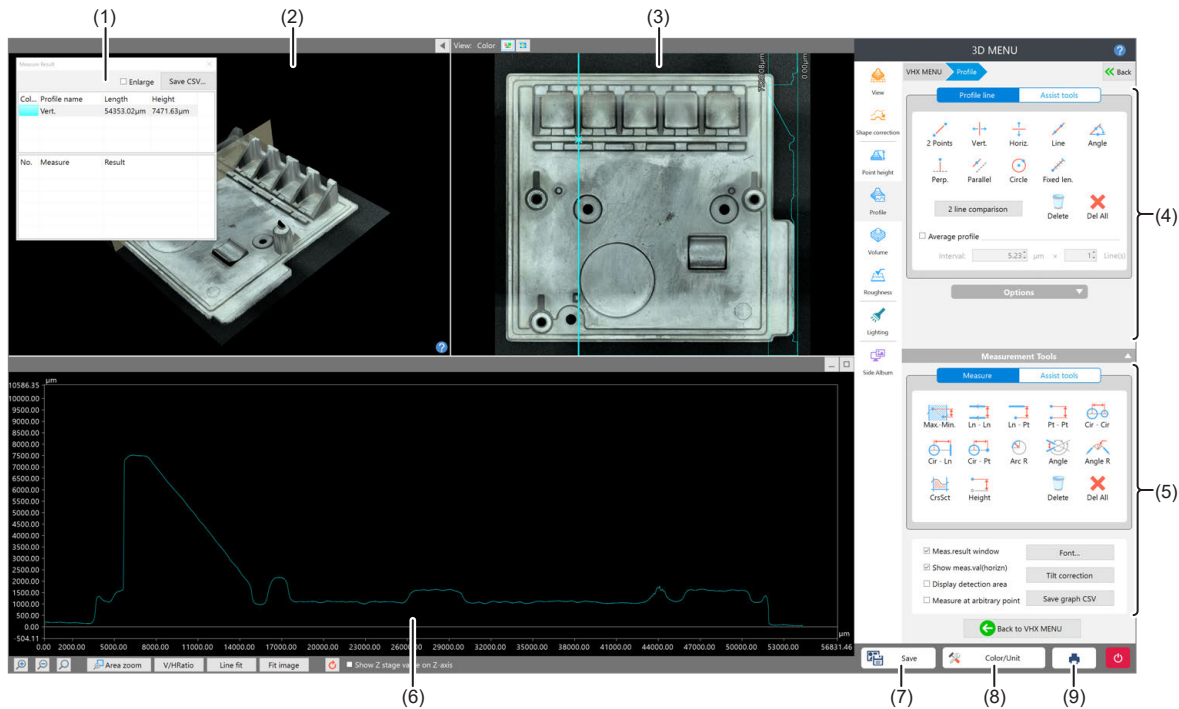 (1)
(2)
(3)
Measure Result
Enlarge
Save CSV...
Col... Profile name Length Height
Vert. 54353.02μm 7471.63μm
No. Measure Result
View: Color
0.00μm
3D MENU
VHX MENU Profile Back
View
Shape correction
Point height
Profile
Volume
Roughness
Lighting
Side Album
Profile line Assist tools
2 Points Vert. Horiz. Line Angle
Perp. Parallel Circle Fixed len.
2 line comparison Delete Del All
Average profile
Interval: 5.23 μm × 1 Line(s)
Options
(4)
Measurement Tools
Measure Assist tools
Max.-Min. Ln - Ln Ln - Pt Pt - Pt Cir - Cir
Cir - Ln Cir - Pt Arc R Angle Angle R
CrsSct Height Delete Del All
(5)
Meas.result window Font...
Show meas.val(horizn)
Tilt correction
Display detection area
Measure at arbitrary point Save graph CSV
Back to VHX MENU
μm
10586.35
10000.00
9500.00
9000.00
8500.00
8000.00
7500.00
7000.00
6500.00
6000.00
5500.00
5000.00
4500.00
4000.00
3500.00
3000.00
2500.00
2000.00
1500.00
1000.00
500.00
0.00
-504.11
μm
0.00 2000.00 5000.00 8000.00 11000.00 14000.00 17000.00 20000.00 23000.00 26000.00 29000.00 32000.00 35000.00 38000.00 41000.00 44000.00 47000.00 50000.00 53000.00 56831.46
Area zoom V/HRatio Line fit Fit image Show Z stage value on Z-axis
Save Color/Unit
(6)
(7)
(8)
(9)